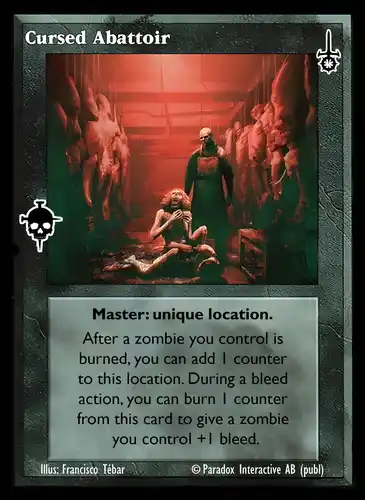 Cursed Abattoir
Master: unique location.
After a zombie you control is
burned, you can add 1 counter
to this location. During a bleed
action, you can burn 1 counter
from this card to give a zombie
you control +1 bleed.
Illus: Francisco Tébar © Paradox Interactive AB (publ)